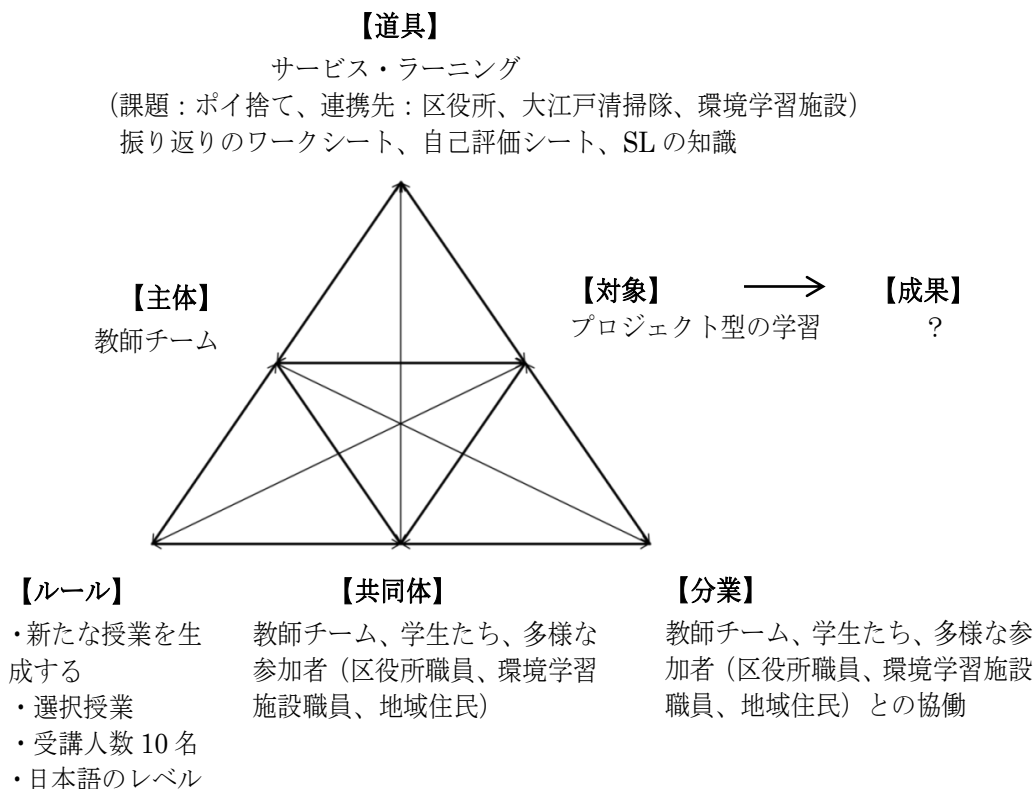 【道具】
サービス・ラーニング
（課題：ポイ捨て、連携先：区役所、大江戸清掃隊、環境学習施設）
振り返りのワークシート、自己評価シート、SL の知識
【主体】
教師チーム
【対象】
プロジェクト型の学習
【成果】
？
【ルール】
・新たな授業を生
成する
・選択授業
・受講人数 10 名
・日本語のレベル
【共同体】
教師チーム、学生たち、多様な
参加者（区役所職員、環境学習
施設職員、地域住民）
【分業】
教師チーム、学生たち、多様な参
加者（区役所職員、環境学習施設
職員、地域住民）との協働